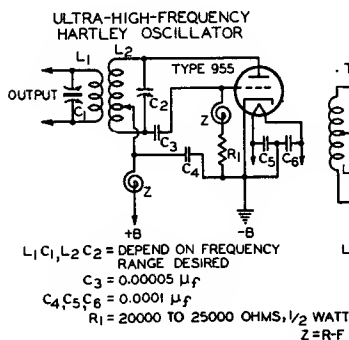 ULTRA-HIGH-FREQUENCY
HARTLEY OSCILLATOR
L1 L2
TYPE 955
OUTPUT C1 C2
C3
Z
R1
C4
C5 C6
Z
+B
-B
L
L1C1, L2C2 = DEPEND ON FREQUENCY
RANGE DESIRED
C3 = 0.00005 μf
C4,C5,C6 = 0.0001 μf
R1 = 20000 TO 25000 OHMS, 1/2 WATT
Z = R-F
L